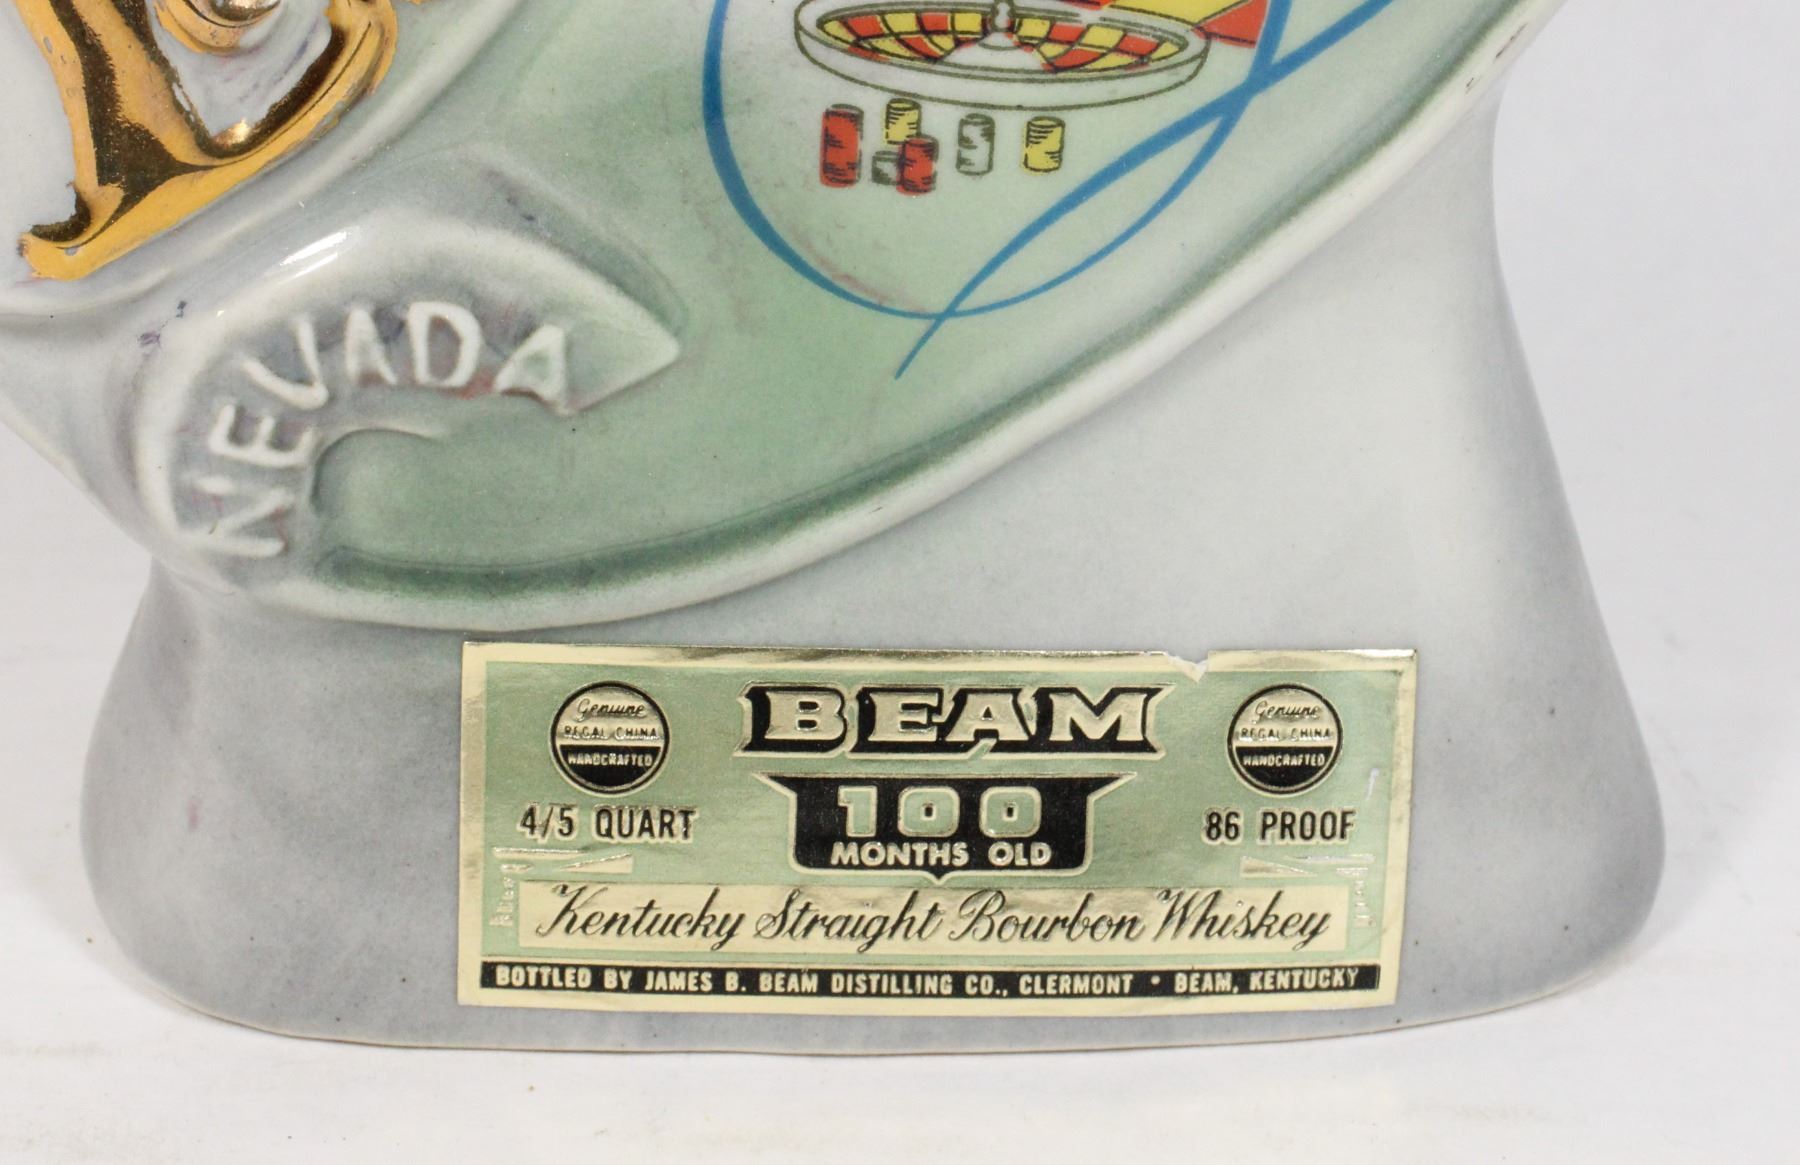 NEVADA
Genuine
REGAL CHINA
HANDCRAFTED
BEAM
Genuine
REGAL CHINA
HANDCRAFTED
4/5 QUART
100
MONTHS OLD
86 PROOF
Kentucky Straight Bourbon Whiskey
BOTTLED BY JAMES B. BEAM DISTILLING CO., CLERMONT • BEAM, KENTUCKY